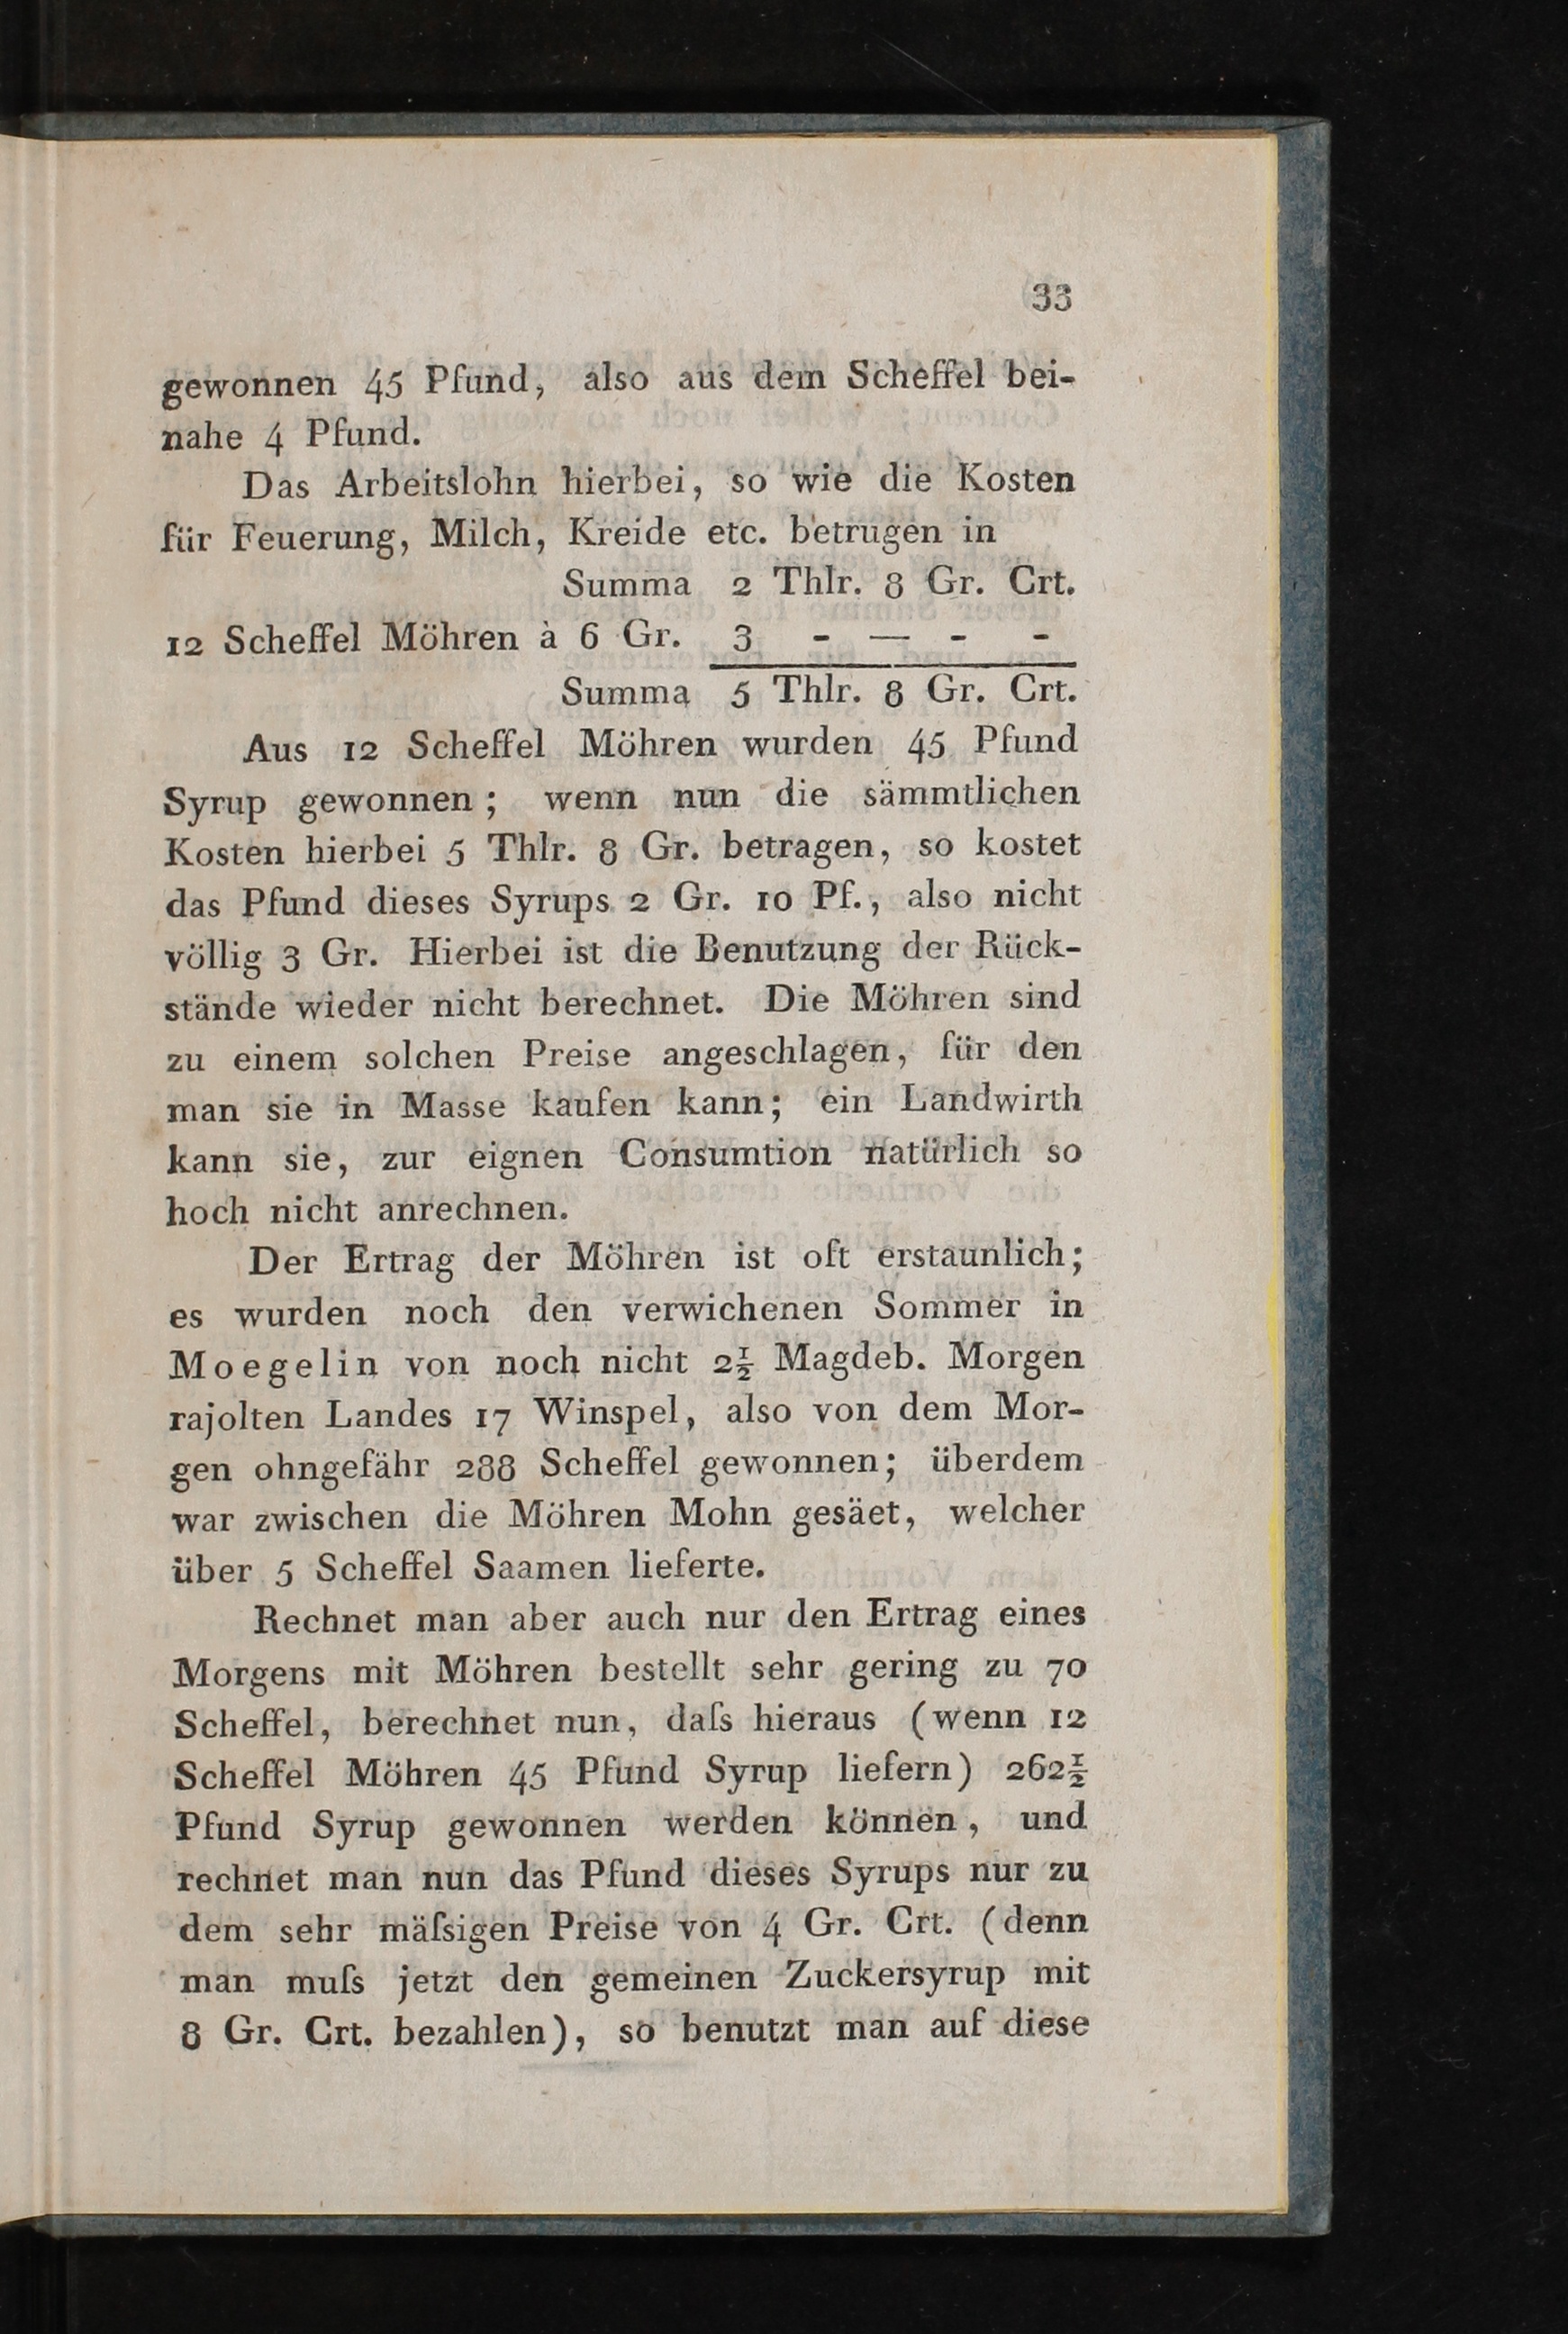 33
gewonnen 45 Pfund, also aus dem Scheffel bei-
nahe 4 Pfund.
Das Arbeitslohn hierbei, so wie die Kosten
für Feuerung, Milch, Kreide etc. betrugen in
Summa 2 Thlr. 8 Gr. Crt.
12 Scheffel Möhren à 6 Gr. 3 - — - -
Summa 5 Thlr. 8 Gr. Crt.
Aus 12 Scheffel Möhren wurden 45 Pfund
Syrup gewonnen; wenn nun die sämmtlichen
Kosten hierbei 5 Thlr. 8 Gr. betragen, so kostet
das Pfund dieses Syrups 2 Gr. 10 Pf., also nicht
völlig 3 Gr. Hierbei ist die Benutzung der Rück-
stände wieder nicht berechnet. Die Möhren sind
zu einem solchen Preise angeschlagen, für den
man sie in Masse kaufen kann; ein Landwirth
kann sie, zur eignen Consumtion natürlich so
hoch nicht anrechnen.
Der Ertrag der Möhren ist oft erstaunlich;
es wurden noch den verwichenen Sommer in
Moegelin von noch nicht 2½ Magdeb. Morgen
rajolten Landes 17 Winspel, also von dem Mor-
gen ohngefähr 288 Scheffel gewonnen; überdem
war zwischen die Möhren Mohn gesäet, welcher
über 5 Scheffel Saamen lieferte.
Rechnet man aber auch nur den Ertrag eines
Morgens mit Möhren bestellt sehr gering zu 70
Scheffel, berechnet nun, daſs hieraus (wenn 12
Scheffel Möhren 45 Pfund Syrup liefern) 262½
Pfund Syrup gewonnen werden können, und
rechnet man nun das Pfund dieses Syrups nur zu
dem sehr mäſsigen Preise von 4 Gr. Crt. (denn
man muſs jetzt den gemeinen Zuckersyrup mit
8 Gr. Crt. bezahlen), so benutzt man auf diese